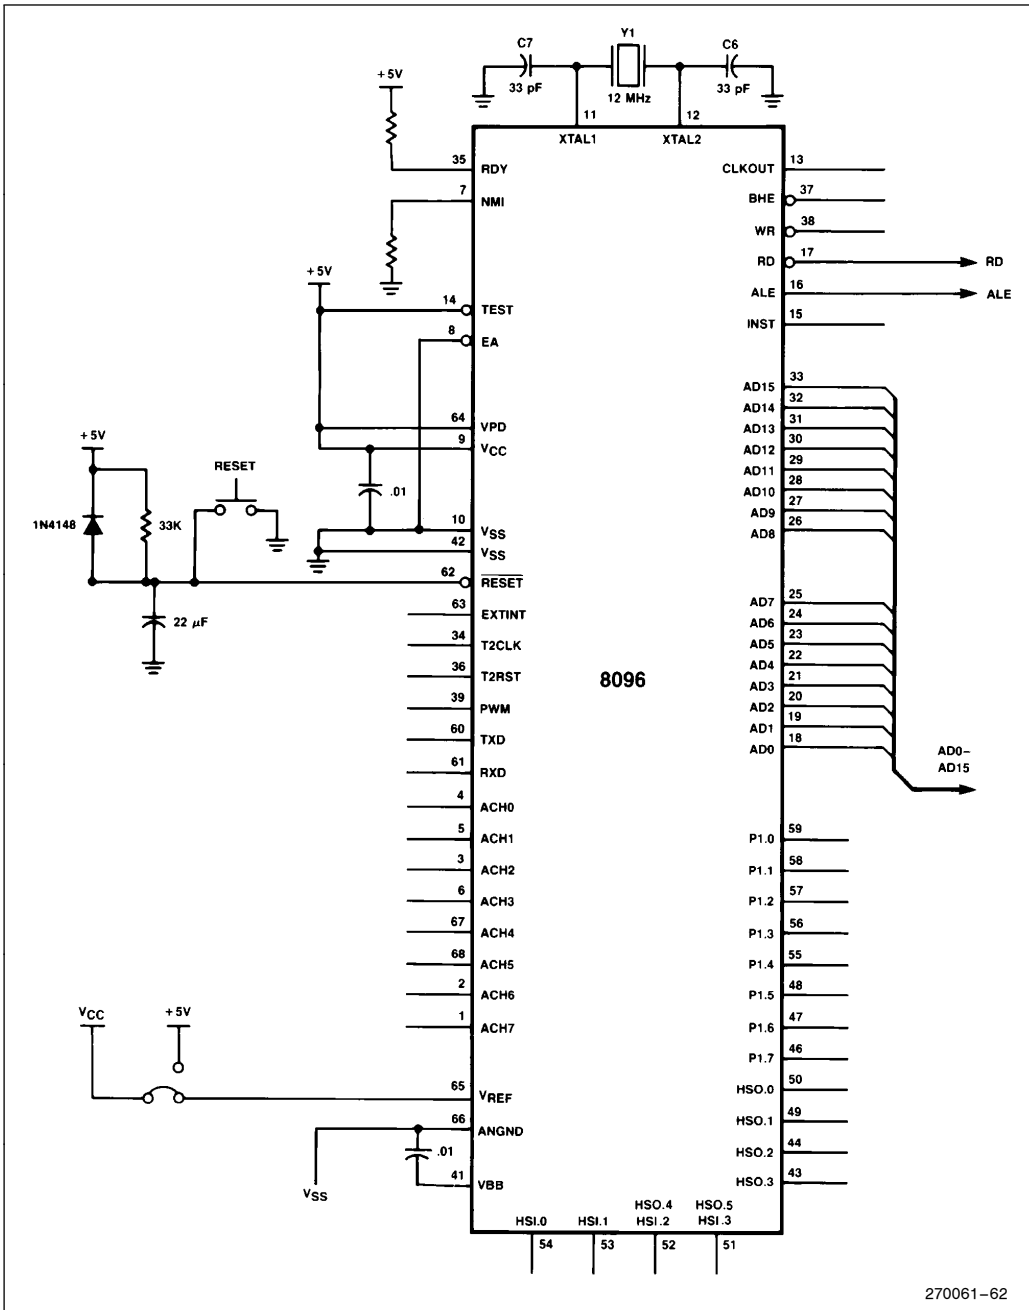 C7
Y1
C6
33 pF
12 MHz
33 pF
+5V
11
12
XTAL1
XTAL2
35
RDY
CLKOUT
13
7
NMI
BHE
37
WR
38
RD
17
RD
+5V
ALE
16
ALE
14
TEST
INST
15
8
EA
AD15
33
AD14
32
64
VPD
AD13
31
9
VCC
AD12
30
+5V
AD11
29
RESET
.01
AD10
28
AD9
27
1N4148
33K
10
VSS
AD8
26
42
VSS
62
RESET
63
EXTINT
AD7
25
22 μF
AD6
24
34
T2CLK
AD5
23
AD4
22
36
T2RST
8096
AD3
21
39
PWM
AD2
20
AD1
19
60
TXD
AD0
18
AD0–
AD15
61
RXD
4
ACH0
5
ACH1
P1.0
59
3
ACH2
P1.1
58
6
ACH3
P1.2
57
67
ACH4
P1.3
56
68
ACH5
P1.4
55
2
ACH6
P1.5
48
VCC
+5V
1
ACH7
P1.6
47
P1.7
46
65
VREF
HSO.0
50
66
ANGND
HSO.1
49
.01
HSO.2
44
41
VBB
HSO.3
43
VSS
HSO.4
HSO.5
HSI.0
HSI.1
HSI.2
HSI.3
54
53
52
51
270061–62